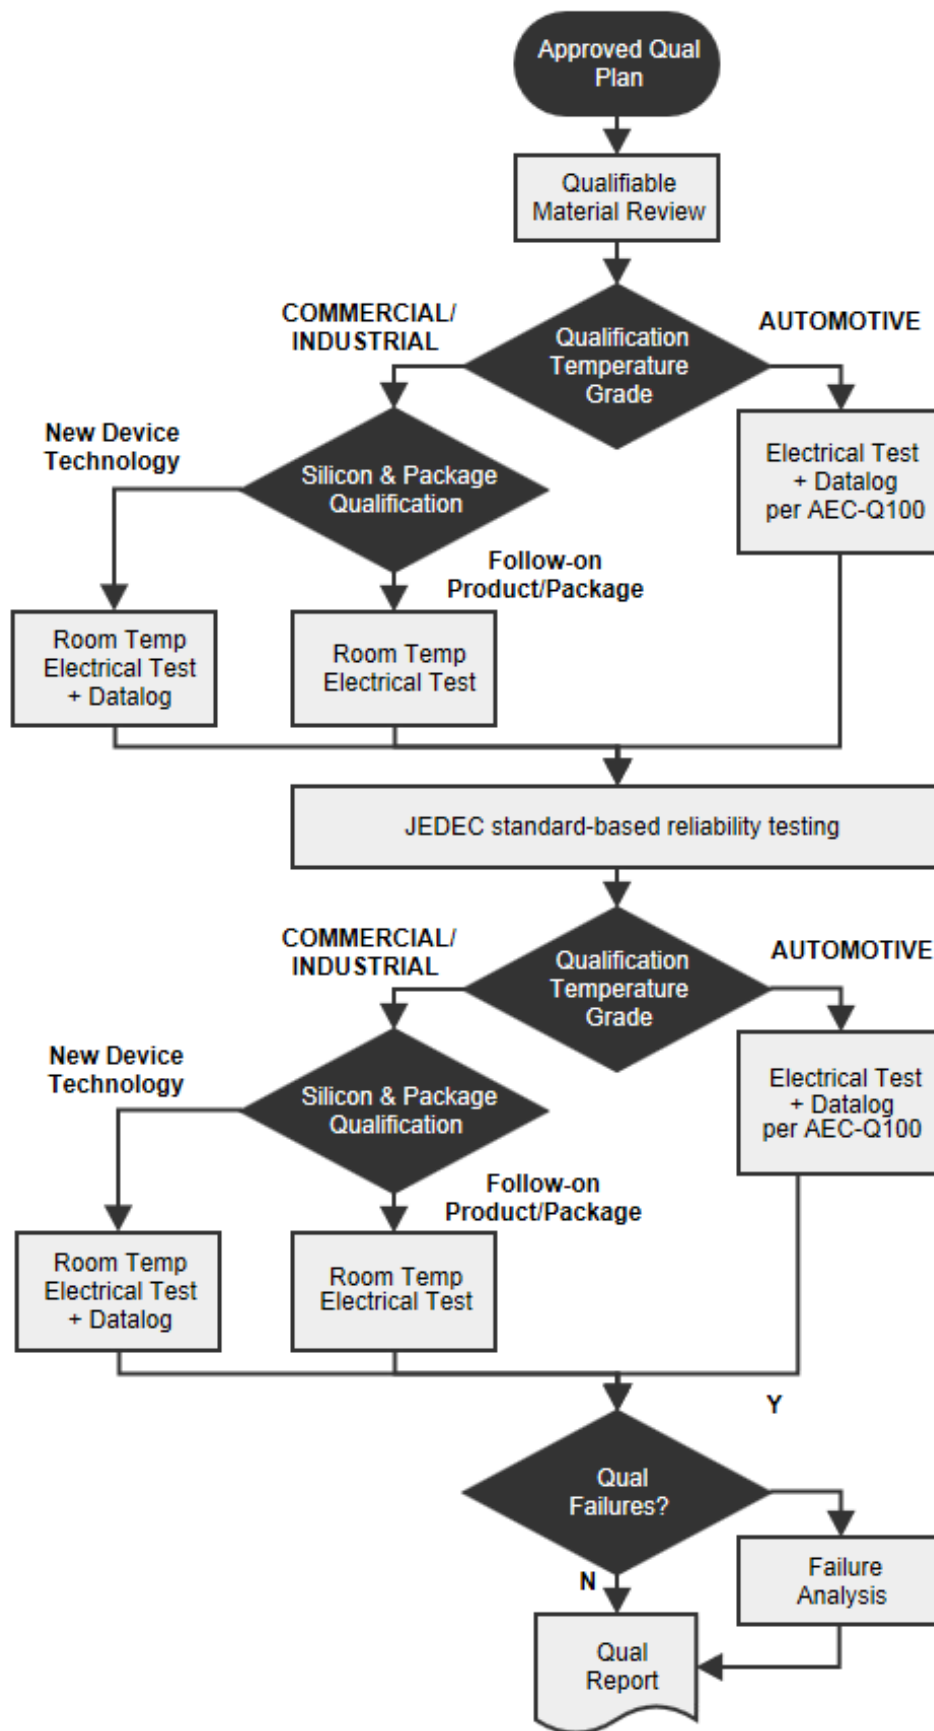 Approved Qual
Plan
Qualifiable
Material Review
COMMERCIAL/
INDUSTRIAL
Qualification
Temperature
Grade
AUTOMOTIVE
New Device
Technology
Silicon & Package
Qualification
Electrical Test
+ Datalog
per AEC-Q100
Follow-on
Product/Package
Room Temp
Electrical Test
+ Datalog
Room Temp
Electrical Test
JEDEC standard-based reliability testing
COMMERCIAL/
INDUSTRIAL
Qualification
Temperature
Grade
AUTOMOTIVE
New Device
Technology
Silicon & Package
Qualification
Electrical Test
+ Datalog
per AEC-Q100
Follow-on
Product/Package
Room Temp
Electrical Test
+ Datalog
Room Temp
Electrical Test
Y
Qual
Failures?
N
Failure
Analysis
Qual
Report